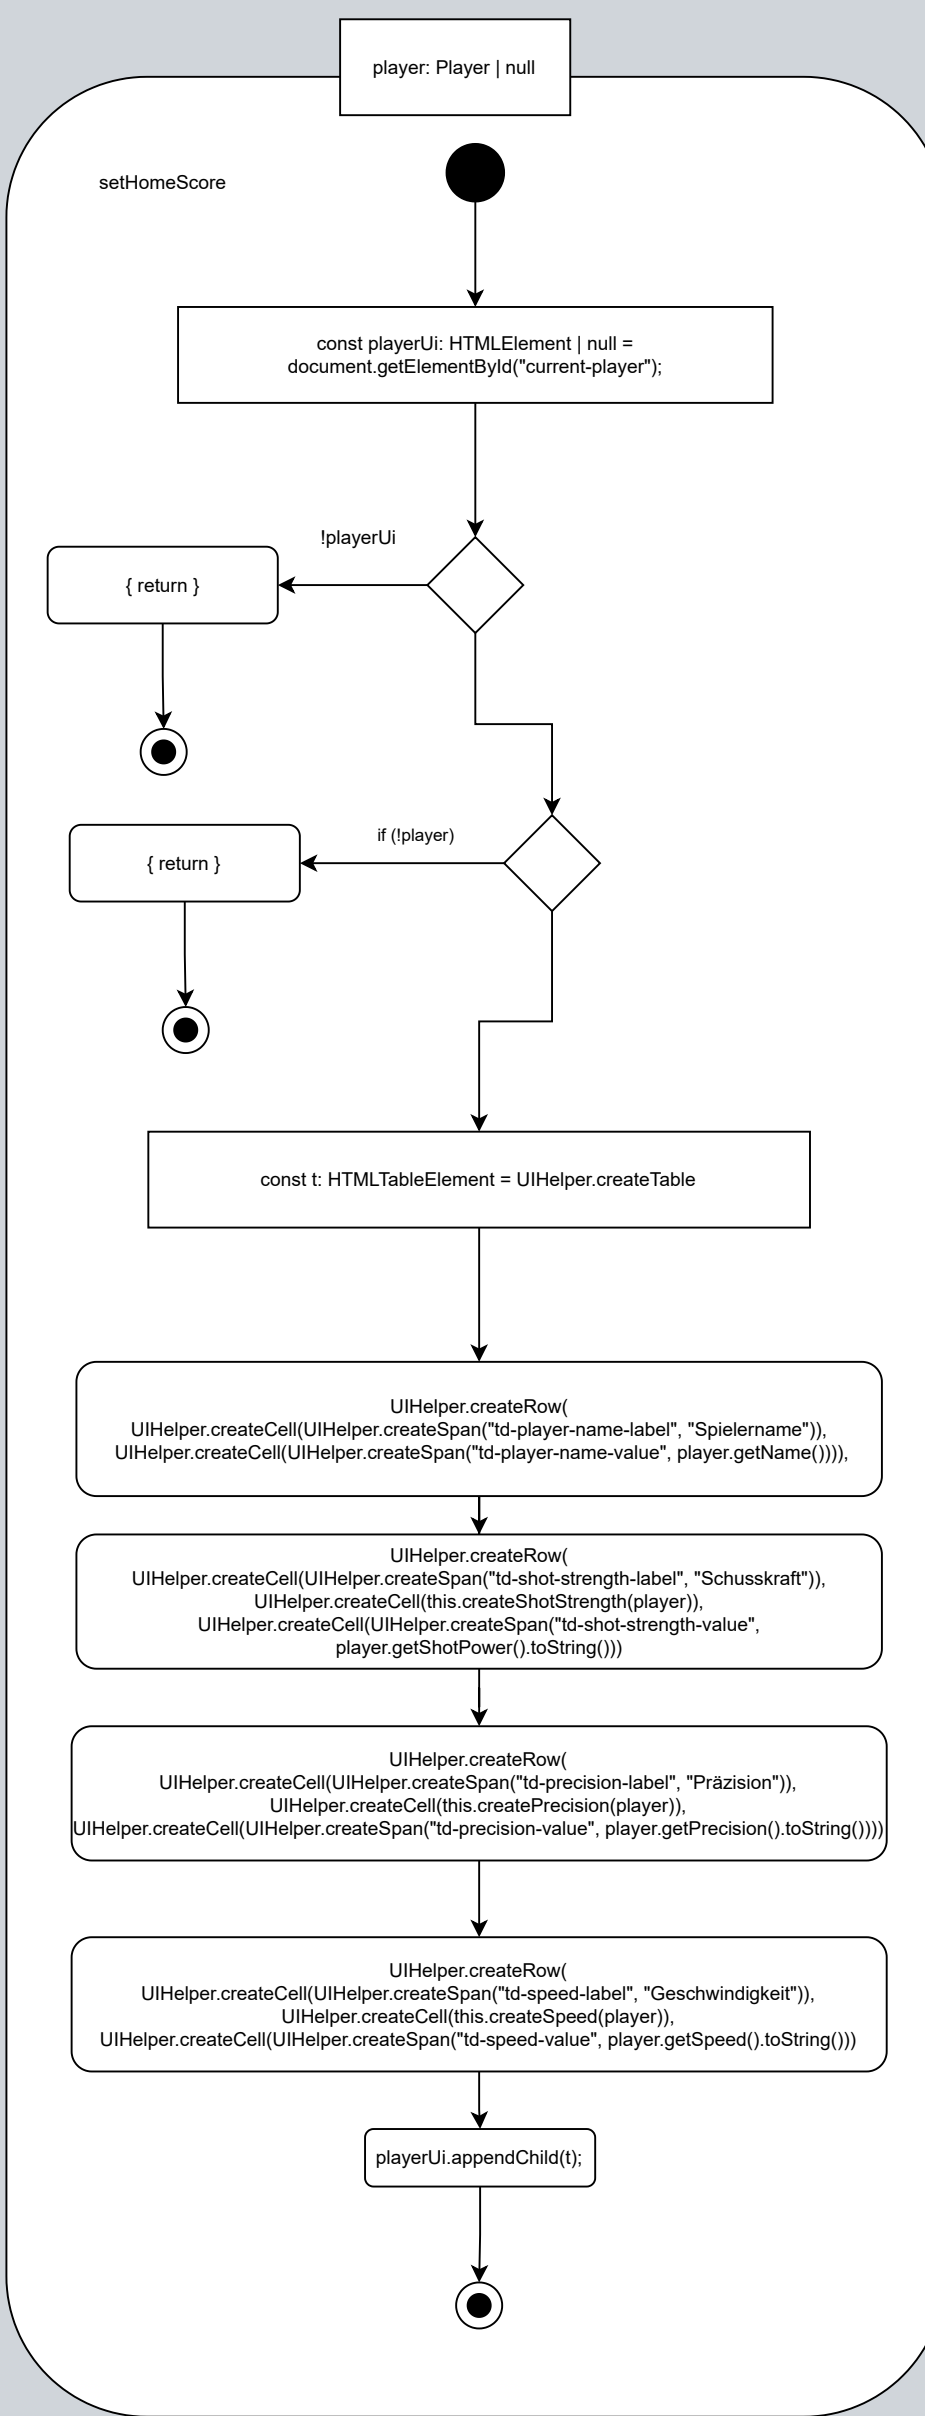 player: Player | null
setHomeScore
const playerUi: HTMLElement | null =
document.getElementById("current-player");
!playerUi
{ return }
if (!player)
{ return }
const t: HTMLTableElement = UIHelper.createTable
UIHelper.createRow(
UIHelper.createCell(UIHelper.createSpan("td-player-name-label", "Spielername")),
UIHelper.createCell(UIHelper.createSpan("td-player-name-value", player.getName()))),
UIHelper.createRow(
UIHelper.createCell(UIHelper.createSpan("td-shot-strength-label", "Schusskraft")),
UIHelper.createCell(this.createShotStrength(player)),
UIHelper.createCell(UIHelper.createSpan("td-shot-strength-value",
player.getShotPower().toString()))
UIHelper.createRow(
UIHelper.createCell(UIHelper.createSpan("td-precision-label", "Präzision")),
UIHelper.createCell(this.createPrecision(player)),
UIHelper.createCell(UIHelper.createSpan("td-precision-value", player.getPrecision().toString())))
UIHelper.createRow(
UIHelper.createCell(UIHelper.createSpan("td-speed-label", "Geschwindigkeit")),
UIHelper.createCell(this.createSpeed(player)),
UIHelper.createCell(UIHelper.createSpan("td-speed-value", player.getSpeed().toString()))
playerUi.appendChild(t);